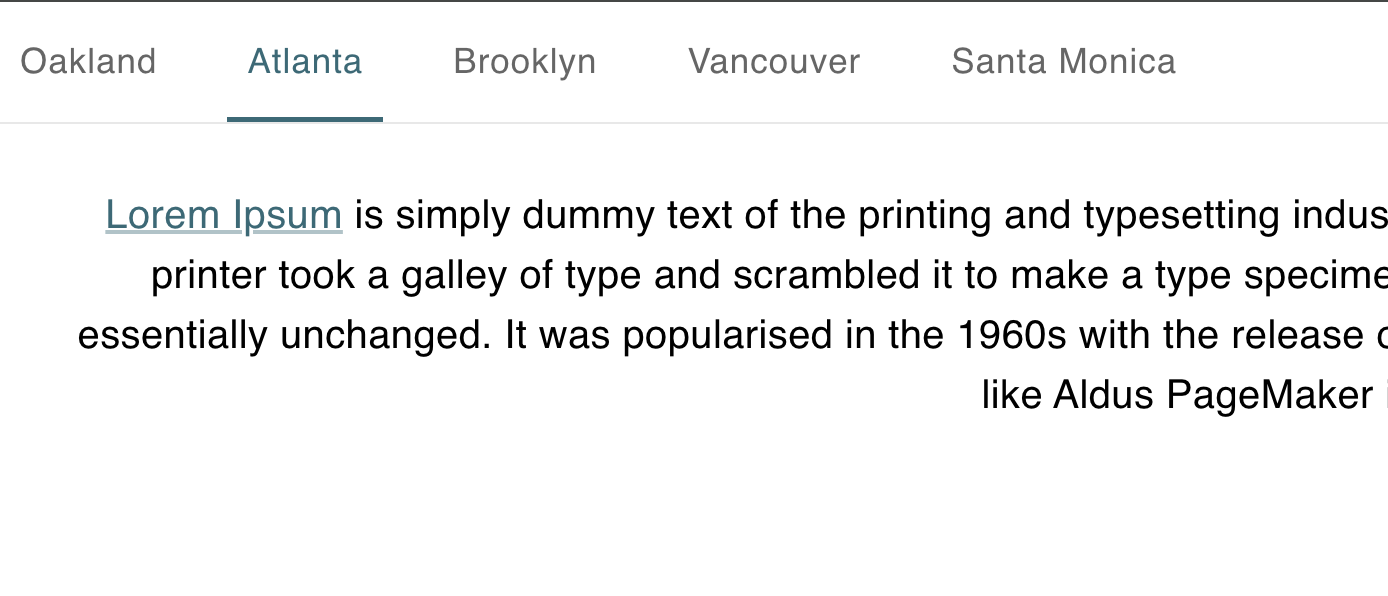 Oakland Atlanta Brooklyn Vancouver Santa Monica
Lorem Ipsum is simply dummy text of the printing and typesetting indus
printer took a galley of type and scrambled it to make a type specime
essentially unchanged. It was popularised in the 1960s with the release
like Aldus PageMaker